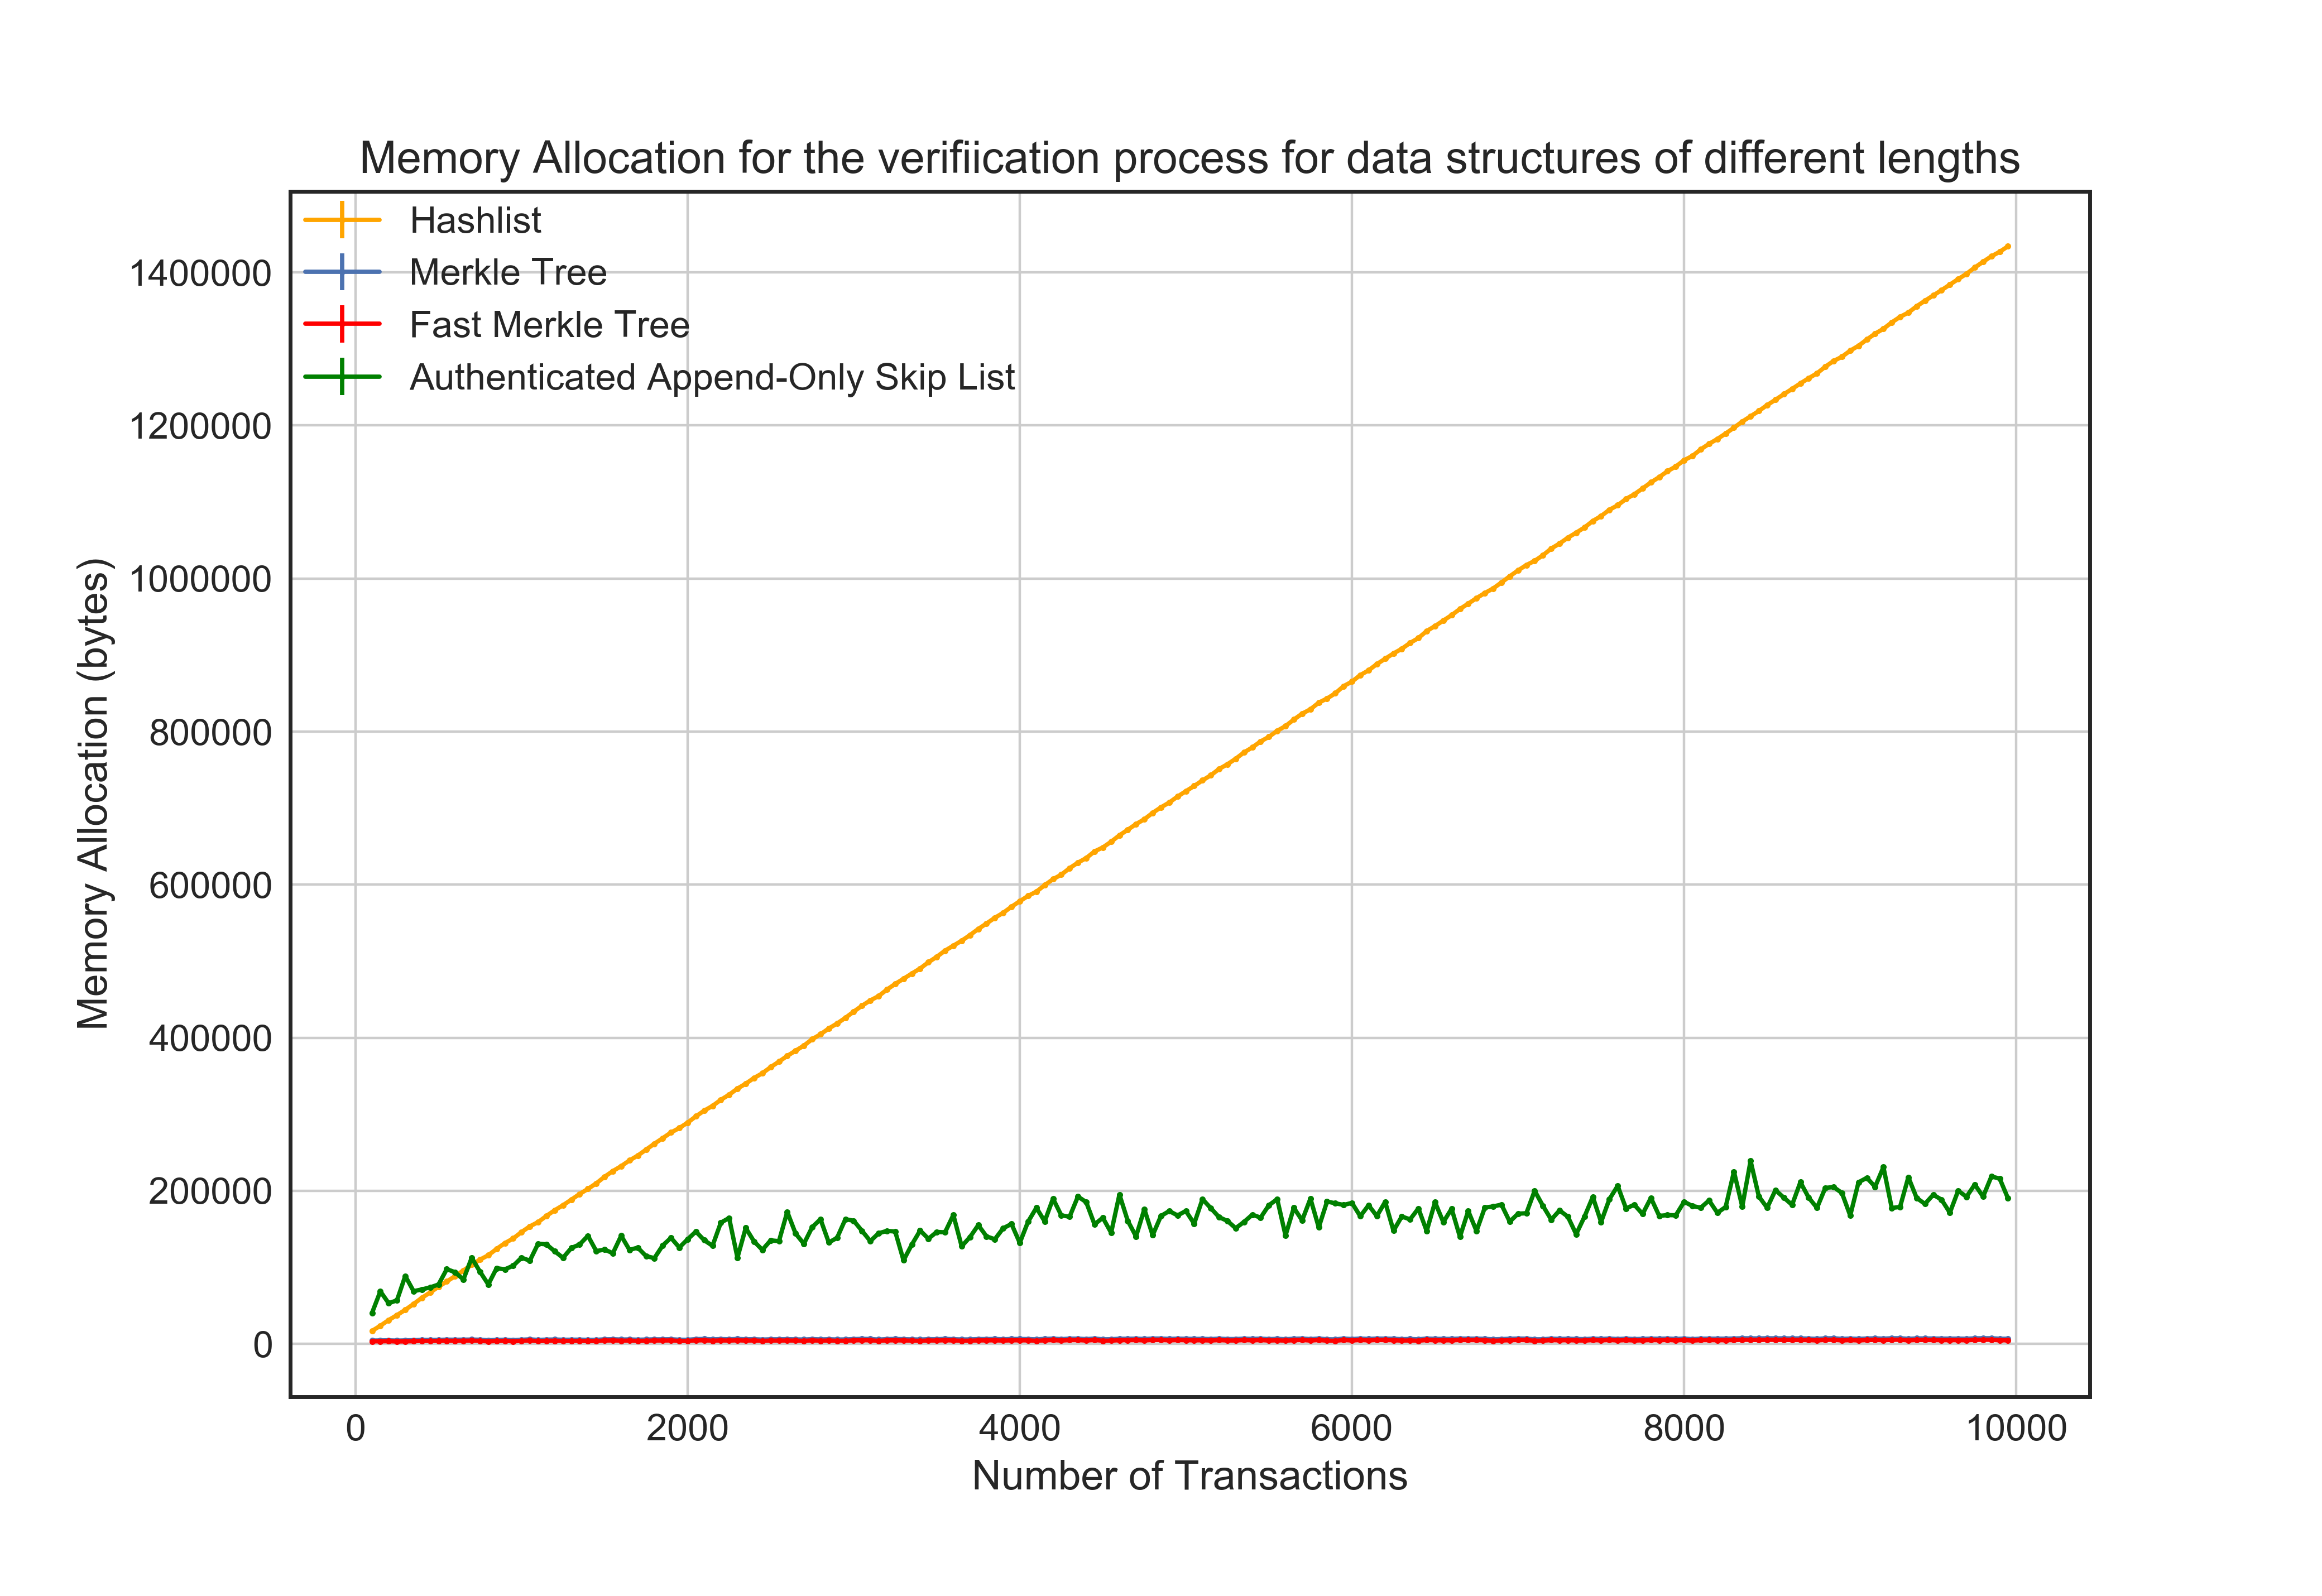 Memory Allocation for the verifiication process for data structures of different lengths
Hashlist
Merkle Tree
Fast Merkle Tree
Authenticated Append-Only Skip List
1400000
1200000
1000000
800000
600000
400000
200000
0
Memory Allocation (bytes)
0 2000 4000 6000 8000 10000
Number of Transactions